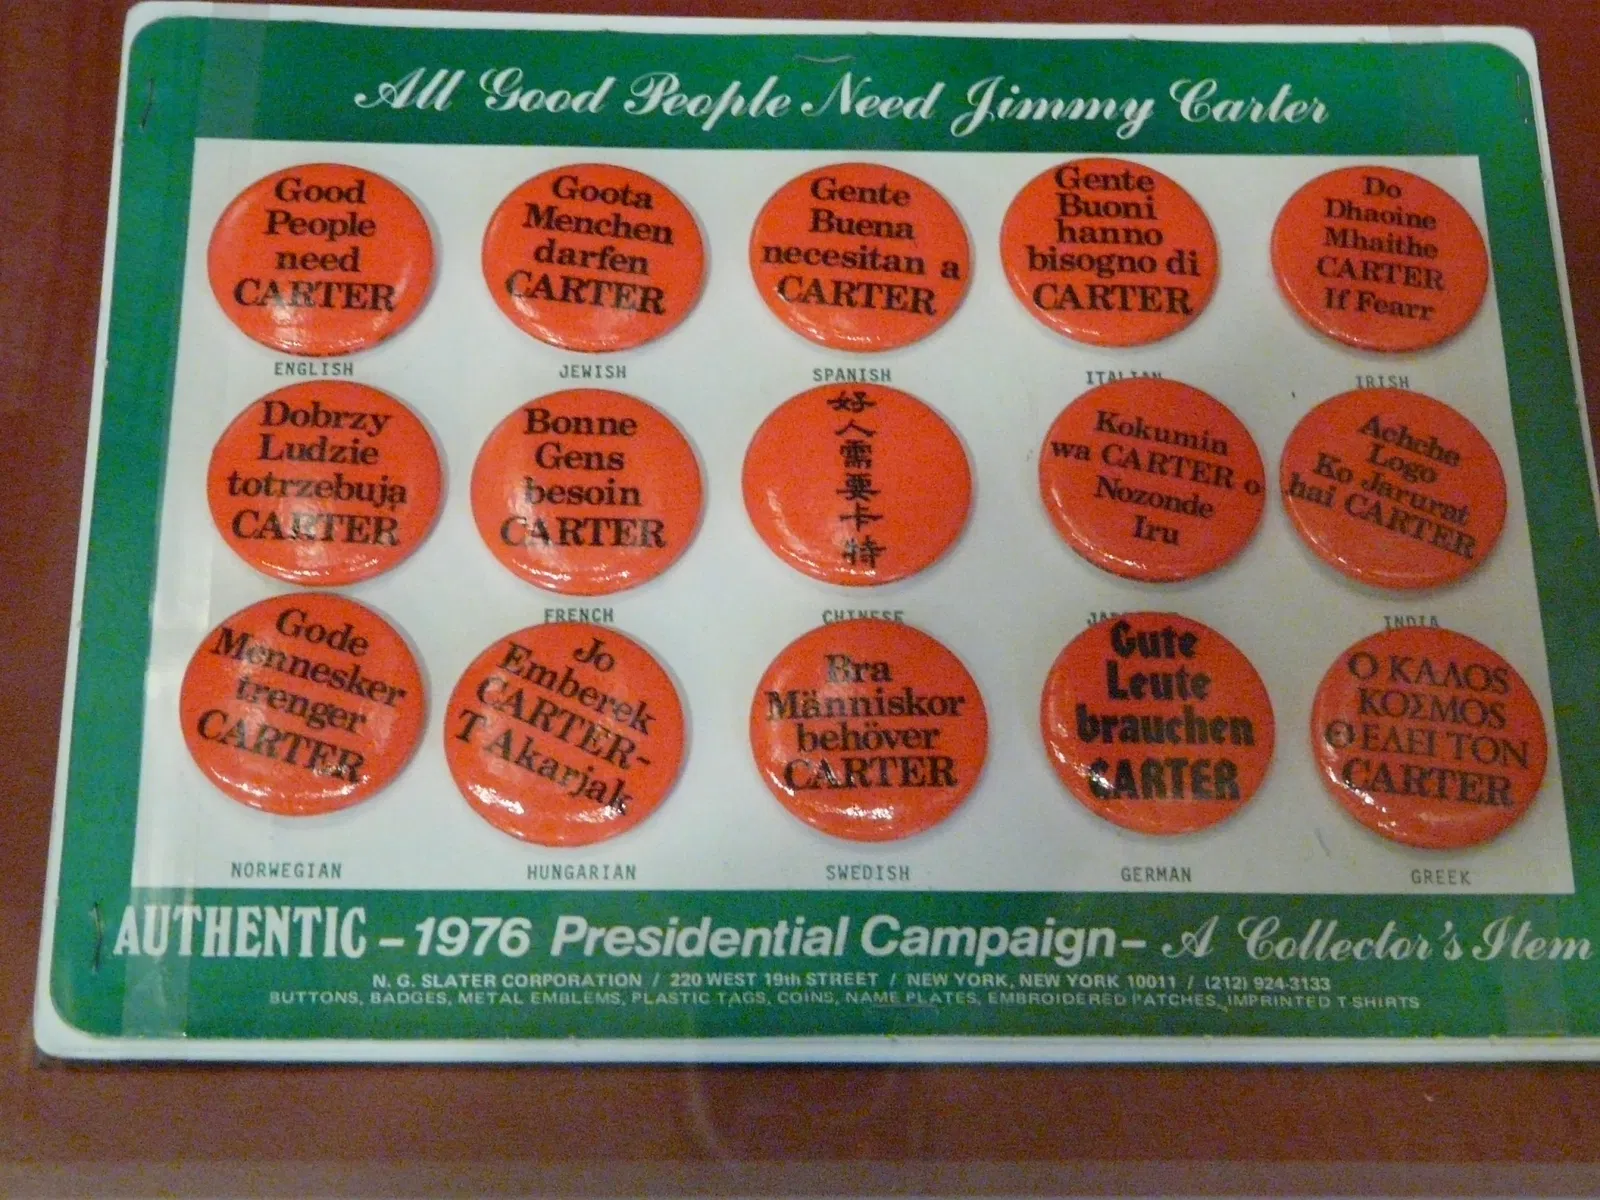 All Good People Need Jimmy Carter
Good
People
need
CARTER
ENGLISH
Goota
Menchen
darfen
CARTER
JEWISH
Gente
Buena
necesitan a
CARTER
SPANISH
Gente
Buoni
hanno
bisogno di
CARTER
ITALIAN
Do
Dhaoine
Mhaithe
CARTER
If Fearr
IRISH
Dobrzy
Ludzie
totrzebują
CARTER
Bonne
Gens
besoin
CARTER
FRENCH
好
人
需
要
卡
特
CHINESE
Kokumin
wa CARTER o
Nozonde
Iru
Achche
Logo
Ko Jarurat
hai CARTER
INDIA
Gode
Mennesker
trenger
CARTER
NORWEGIAN
Jo
Emberek
CARTER-
T Akarjak
HUNGARIAN
Bra
Människor
behöver
CARTER
SWEDISH
Gute
Leute
brauchen
CARTER
GERMAN
Ο ΚΑΛΟS
ΚΟΣΜΟS
ΘΕΛΕΙ ΤΟΝ
CARTER
GREEK
AUTHENTIC – 1976 Presidential Campaign – A Collector's Item
N. G. SLATER CORPORATION / 220 WEST 19th STREET / NEW YORK, NEW YORK 10011 / (212) 924-3133
BUTTONS, BADGES, METAL EMBLEMS, PLASTIC TAGS, COINS, NAME PLATES, EMBROIDERED PATCHES, IMPRINTED T-SHIRTS